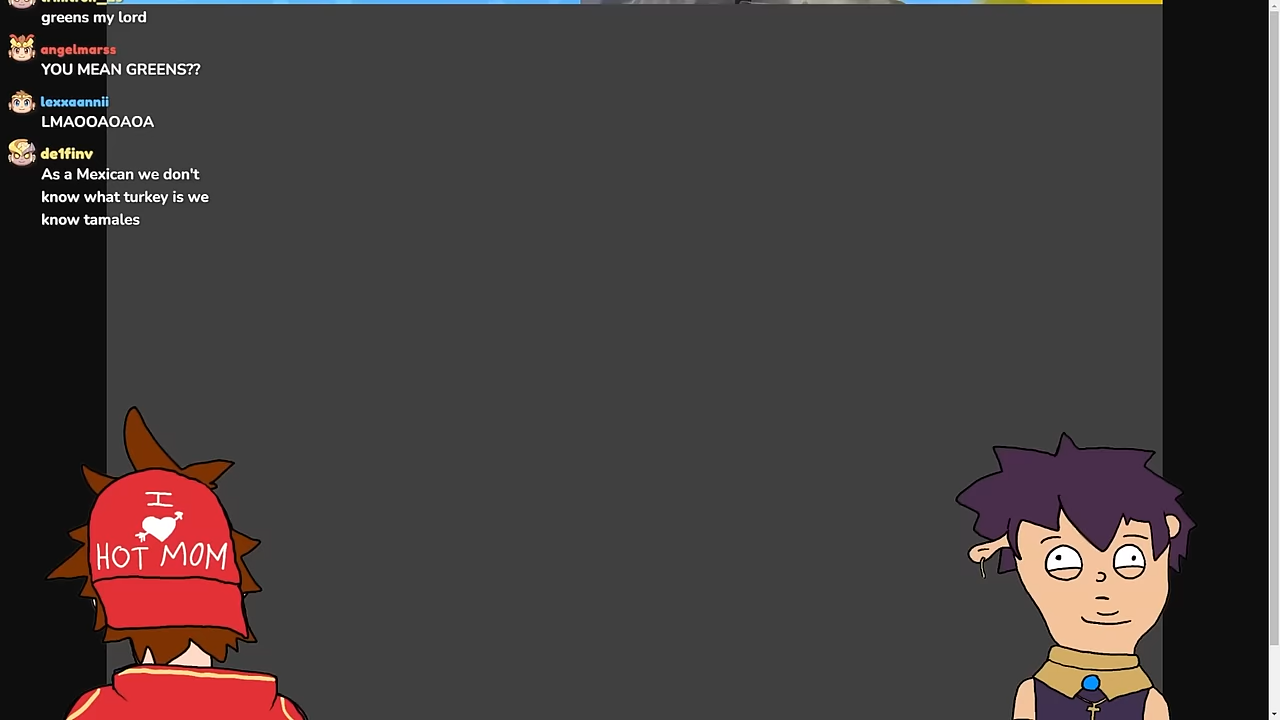 greens my lord
angelmarss
YOU MEAN GREENS??
lexxaannii
LMAOOAOAOA
de1finv
As a Mexican we don't
know what turkey is we
know tamales
I
HOT MOM